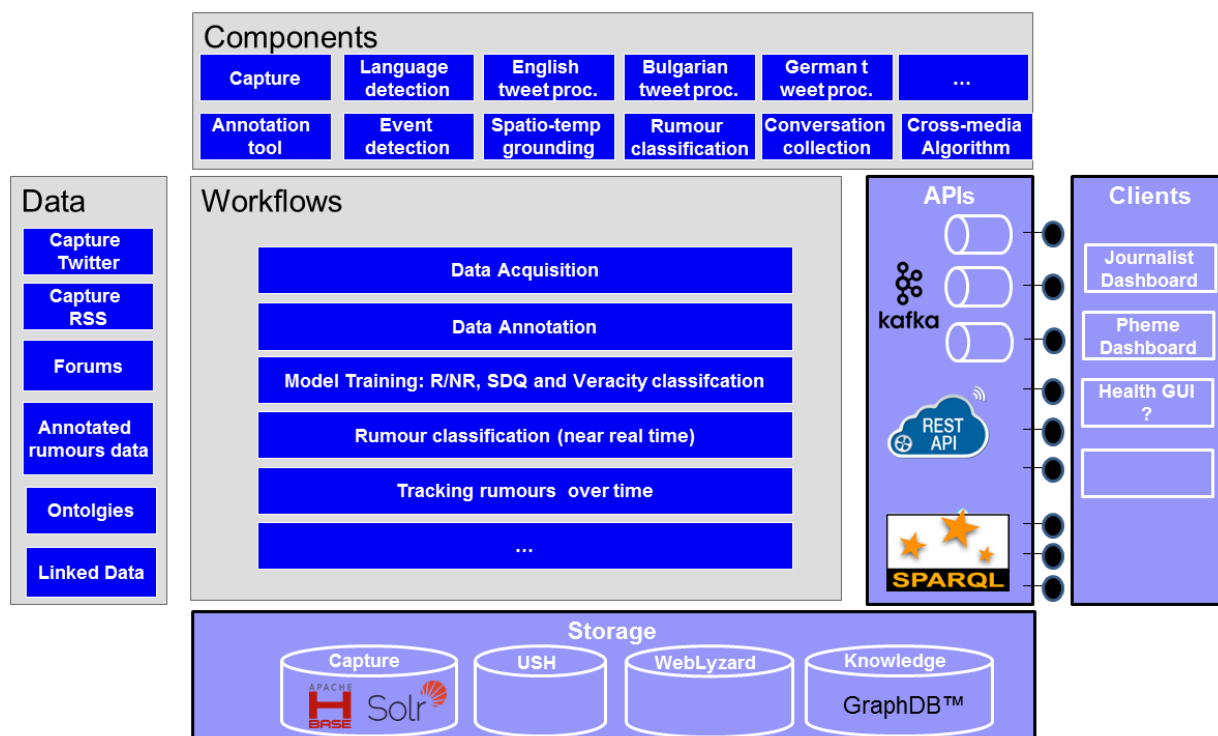 Components
Capture
Language
detection
English
tweet proc.
Bulgarian
tweet proc.
German t
weet proc.
...
Annotation
tool
Event
detection
Spatio-temp
grounding
Rumour
classification
Conversation
collection
Cross-media
Algorithm
Data
Capture
Twitter
Capture
RSS
Forums
Annotated
rumours data
Ontolgies
Linked Data
Workflows
Data Acquisition
Data Annotation
Model Training: R/NR, SDQ and Veracity classifcation
Rumour classification (near real time)
Tracking rumours over time
...
APIs
kafka
REST
API
SPARQL
Clients
Journalist
Dashboard
Pheme
Dashboard
Health GUI
?
Storage
Capture
APACHE
H
BASE
Solr
USH
WebLyzard
Knowledge
GraphDB™